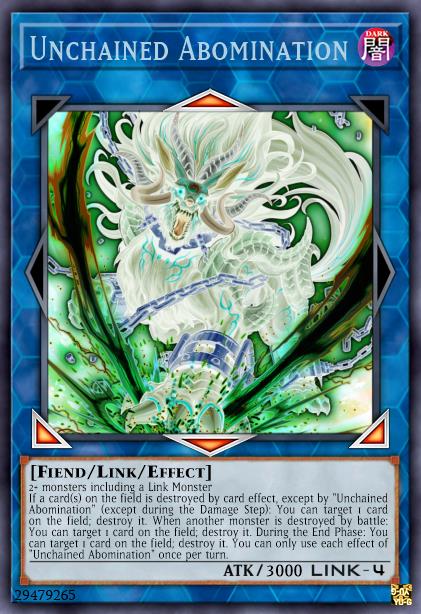 UNCHAINED ABOMINATION
DARK
闇
[FIEND/LINK/EFFECT]
2+ monsters including a Link Monster
If a card(s) on the field is destroyed by card effect, except by "Unchained
Abomination" (except during the Damage Step): You can target 1 card
on the field; destroy it. When another monster is destroyed by battle:
You can target 1 card on the field; destroy it. During the End Phase: You
can target 1 card on the field; destroy it. You can only use each effect of
"Unchained Abomination" once per turn.
ATK/3000 LINK-4
29479265